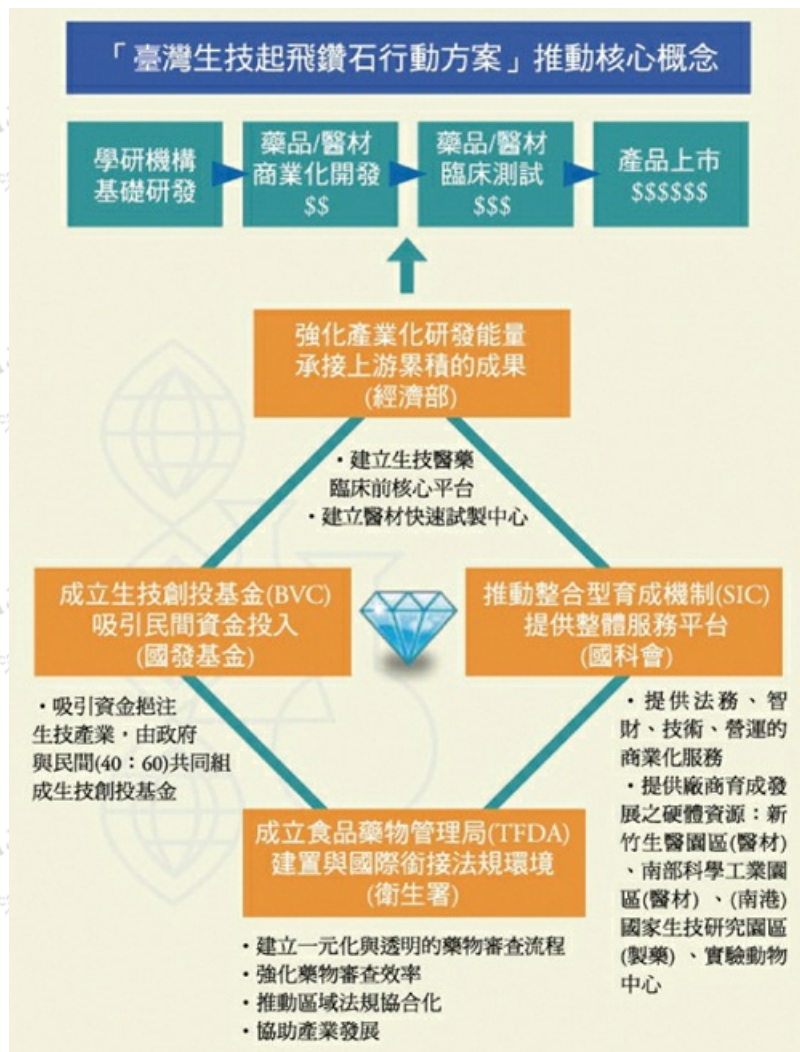 「臺灣生技起飛鑽石行動方案」推動核心概念
學研機構
基礎研發
藥品/醫材
商業化開發
$$
藥品/醫材
臨床測試
$$$
產品上市
$$$$$$
強化產業化研發能量
承接上游累積的成果
(經濟部)
・建立生技醫藥
臨床前核心平台
・建立醫材快速試製中心
成立生技創投基金(BVC)
吸引民間資金投入
(國發基金)
推動整合型育成機制(SIC)
提供整體服務平台
(國科會)
・吸引資金挹注
生技產業，由政府
與民間(40：60)共同組
成生技創投基金
・提供法務、智
財、技術、營運的
商業化服務
・提供廠商育成發
展之硬體資源：新
竹生醫園區(醫材)
、南部科學工業園
區(醫材)、(南港)
國家生技研究園區
(製藥)、實驗動物
中心
成立食品藥物管理局(TFDA)
建置與國際銜接法規環境
(衛生署)
・建立一元化與透明的藥物審查流程
・強化藥物審查效率
・推動區域法規協合化
・協助產業發展